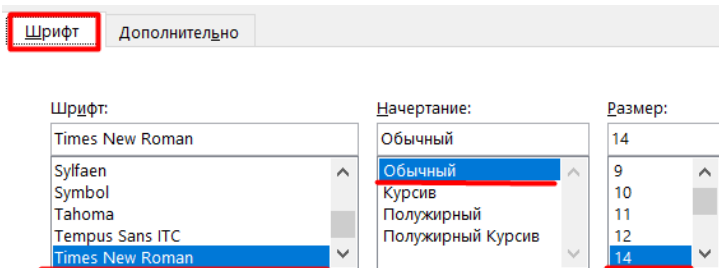 Шрифт Дополнительно
Шрифт: Начертание: Размер:
Times New Roman Обычный 14
Sylfaen Обычный 9
Symbol Курсив 10
Tahoma Полужирный 11
Tempus Sans ITC Полужирный Курсив 12
Times New Roman 14